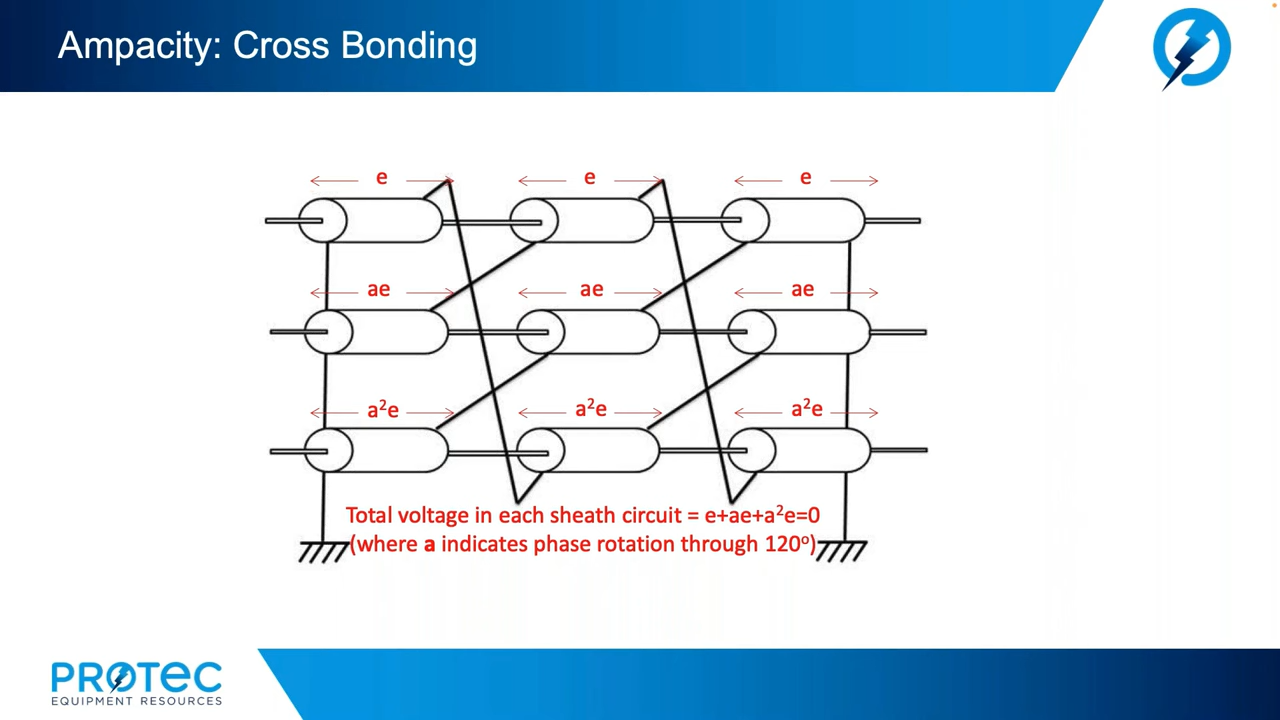 Ampacity: Cross Bonding
e e e
ae ae ae
a²e a²e a²e
Total voltage in each sheath circuit = e+ae+a²e=0
(where a indicates phase rotation through 120º)
PROTEC
EQUIPMENT RESOURCES